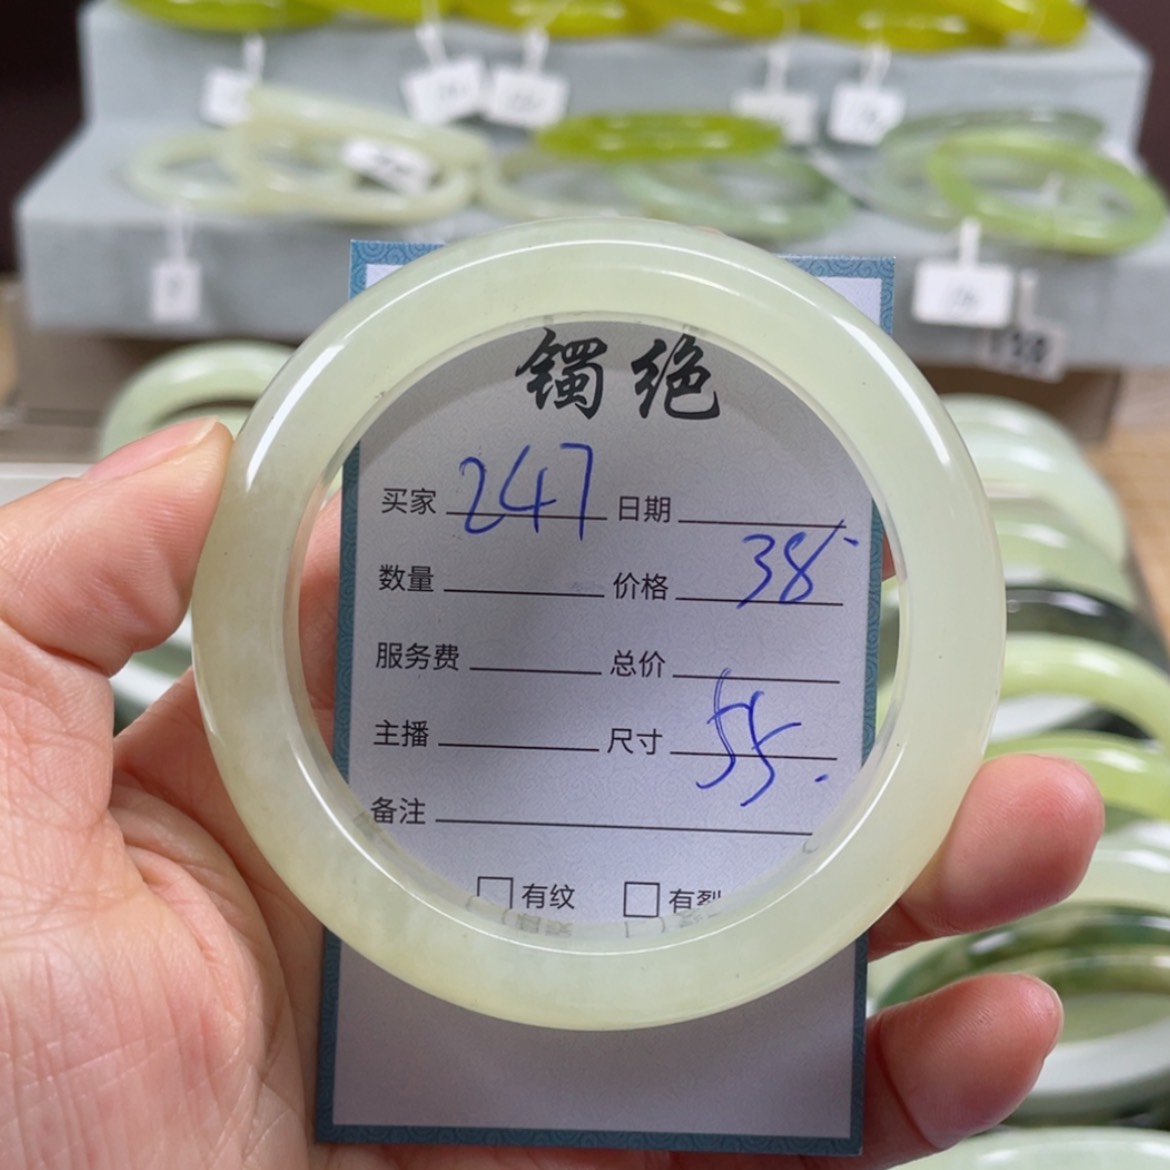 镯绝
买家 247 日期
数量 价格 38
服务费 总价
主播 尺寸 55.
备注
有纹 有裂